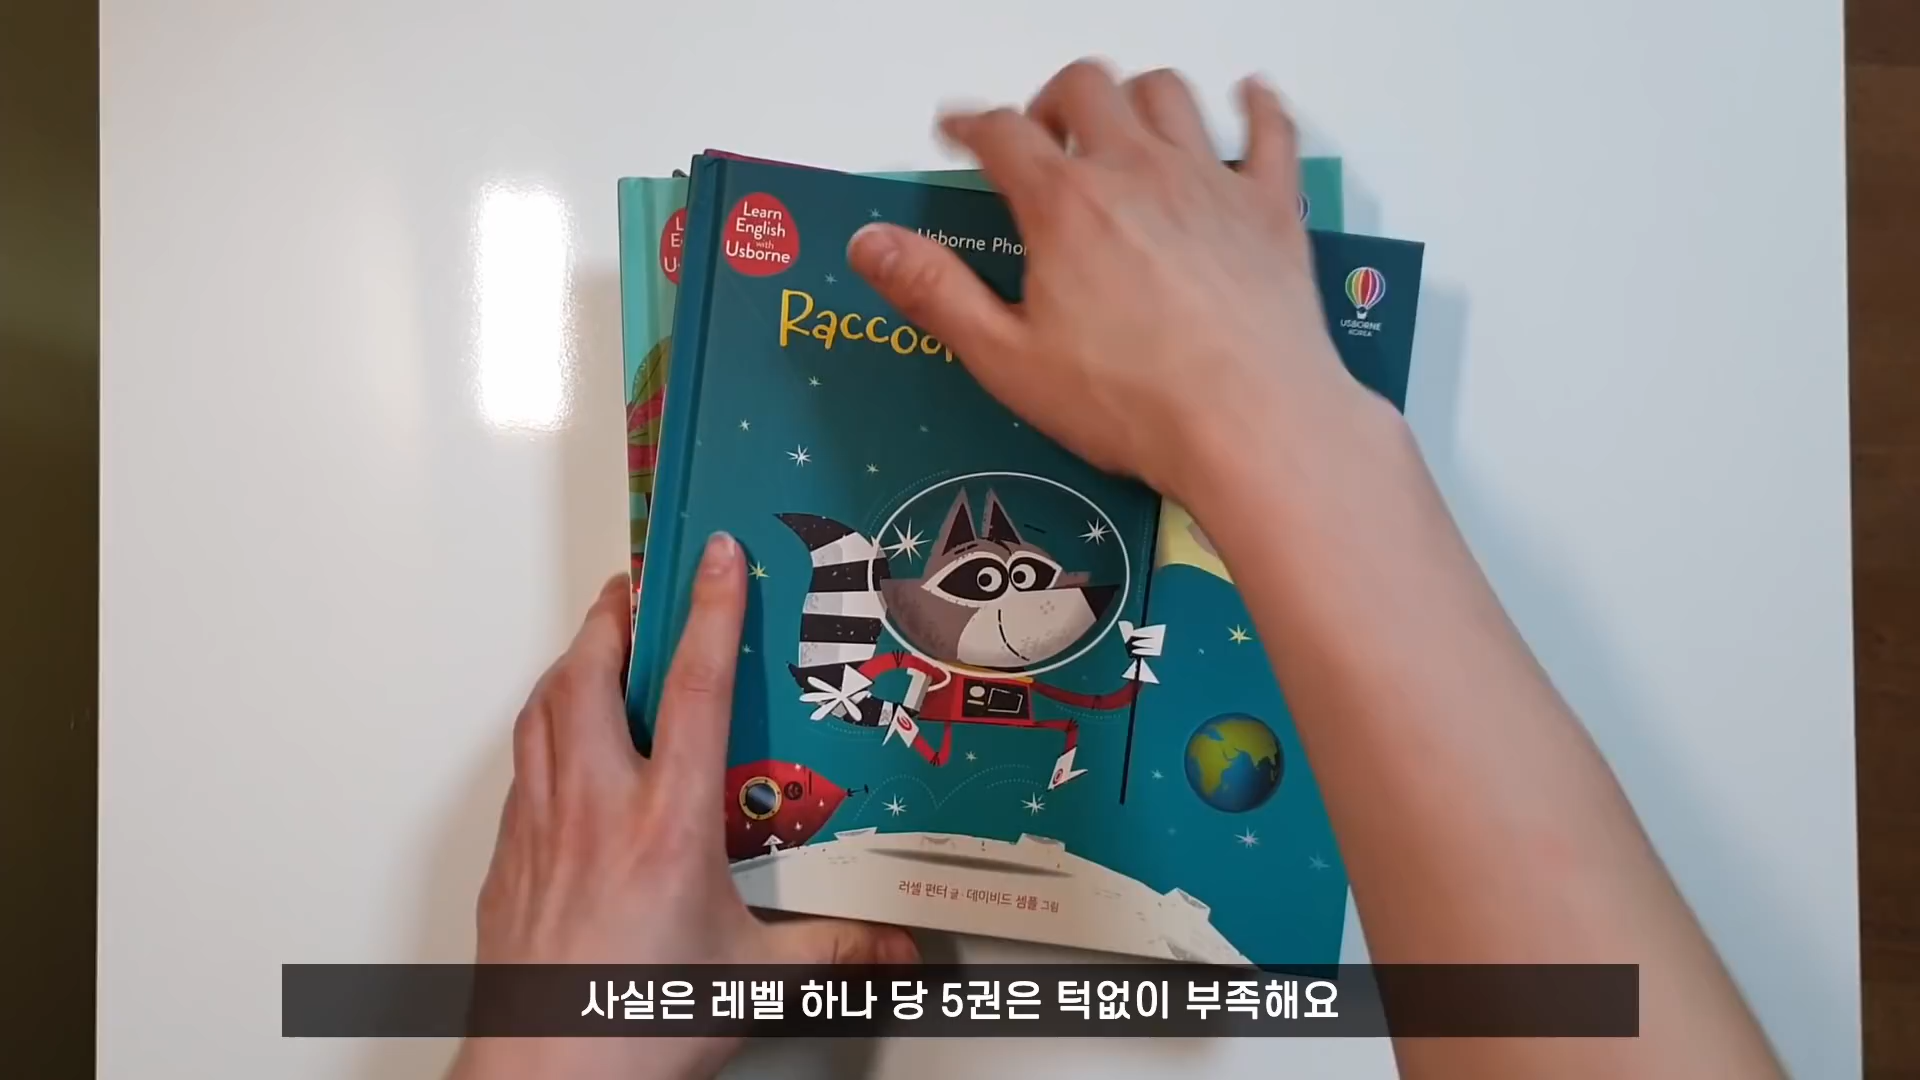 Learn
English
with
Usborne
Usborne
Raccoo
USBORNE
KOREA
러셀 펀터 글 · 데이비드 셈플 그림
사실은 레벨 하나 당 5권은 턱없이 부족해요